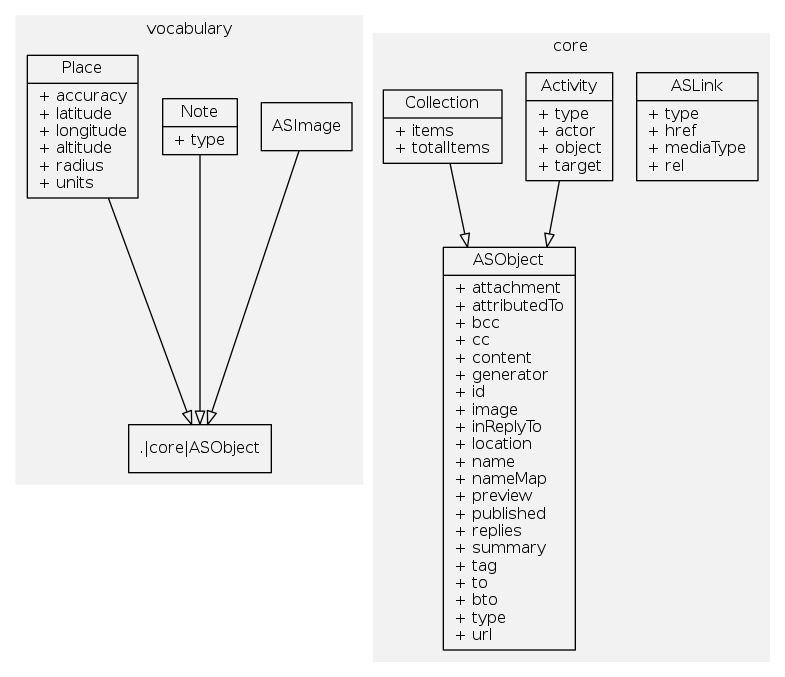 vocabulary
Place
+ accuracy
+ latitude
+ longitude
+ altitude
+ radius
+ units
Note
+ type
ASImage
.|core|ASObject
core
Collection
+ items
+ totalItems
Activity
+ type
+ actor
+ object
+ target
ASLink
+ type
+ href
+ mediaType
+ rel
ASObject
+ attachment
+ attributedTo
+ bcc
+ cc
+ content
+ generator
+ id
+ image
+ inReplyTo
+ location
+ name
+ nameMap
+ preview
+ published
+ replies
+ summary
+ tag
+ to
+ bto
+ type
+ url